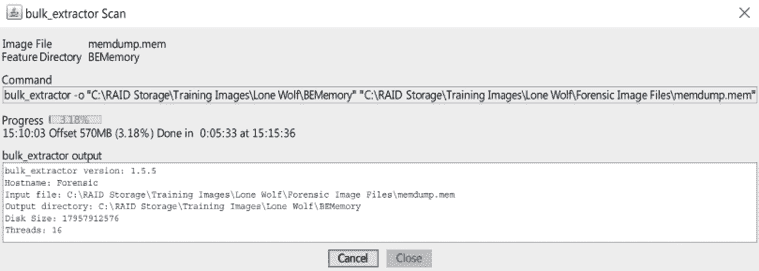 bulk_extractor Scan
Image File memdump.mem
Feature Directory BEMemory
Command
bulk_extractor -o "C:\RAID Storage\Training Images\Lone Wolf\BEMemory" "C:\RAID Storage\Training Images\Lone Wolf\Forensic Image Files\memdump.mem"
Progress 3.18%
15:10:03 Offset 570MB (3.18%) Done in 0:05:33 at 15:15:36
bulk_extractor output
bulk_extractor version: 1.5.5
Hostname: Forensic
Input file: C:\RAID Storage\Training Images\Lone Wolf\Forensic Image Files\memdump.mem
Output directory: C:\RAID Storage\Training Images\Lone Wolf\BEMemory
Disk Size: 17957912576
Threads: 16
Cancel Close